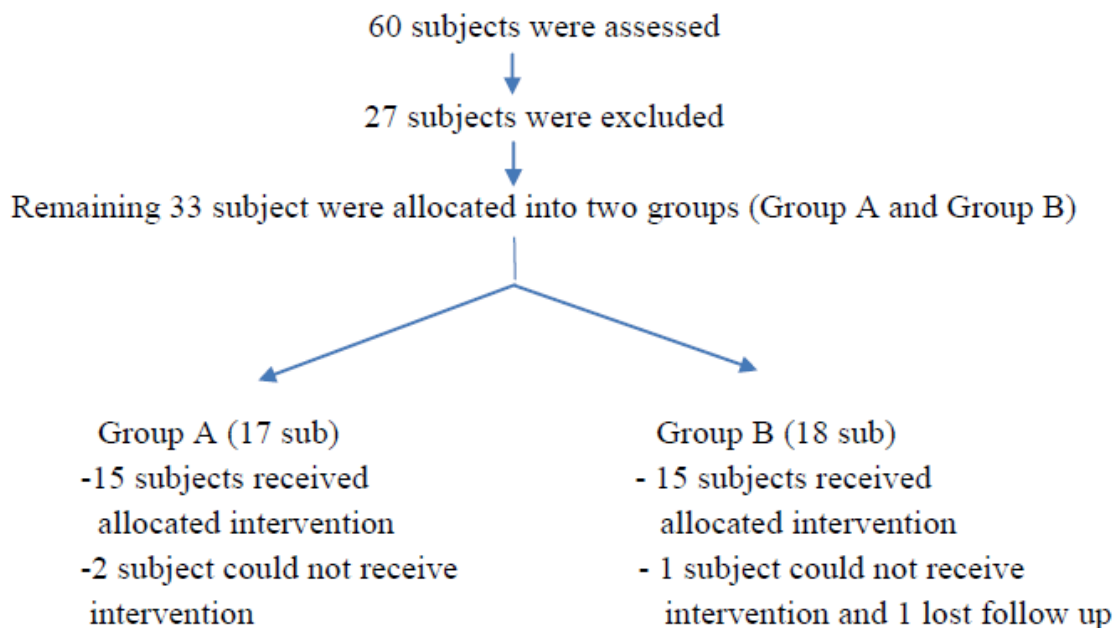 60 subjects were assessed
27 subjects were excluded
Remaining 33 subject were allocated into two groups (Group A and Group B)
Group A (17 sub)
-15 subjects received
allocated intervention
-2 subject could not receive
intervention
Group B (18 sub)
- 15 subjects received
allocated intervention
- 1 subject could not receive
intervention and 1 lost follow up